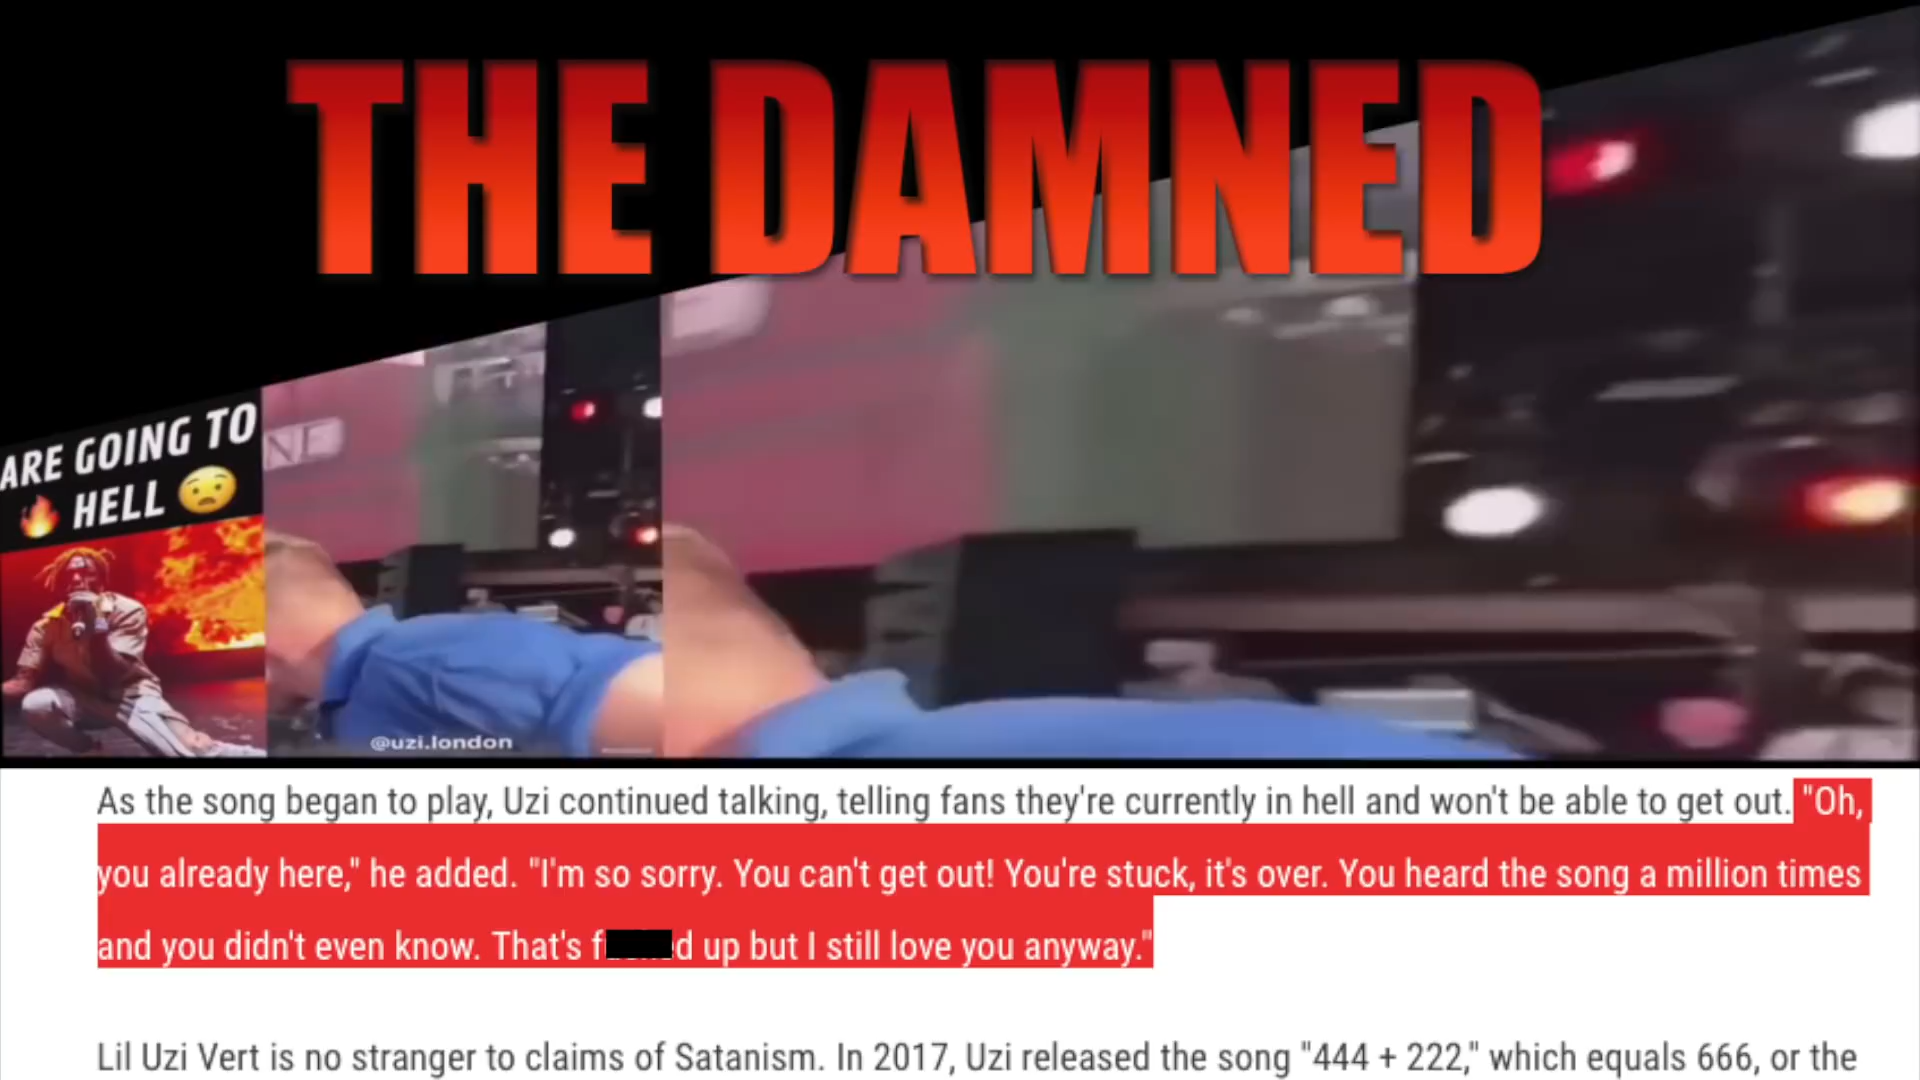 THE DAMNED
ARE GOING TO
HELL
@uzi.london
As the song began to play, Uzi continued talking, telling fans they're currently in hell and won't be able to get out. "Oh,
you already here," he added. "I'm so sorry. You can't get out! You're stuck, it's over. You heard the song a million times
and you didn't even know. That's f d up but I still love you anyway."
Lil Uzi Vert is no stranger to claims of Satanism. In 2017, Uzi released the song "444 + 222," which equals 666, or the